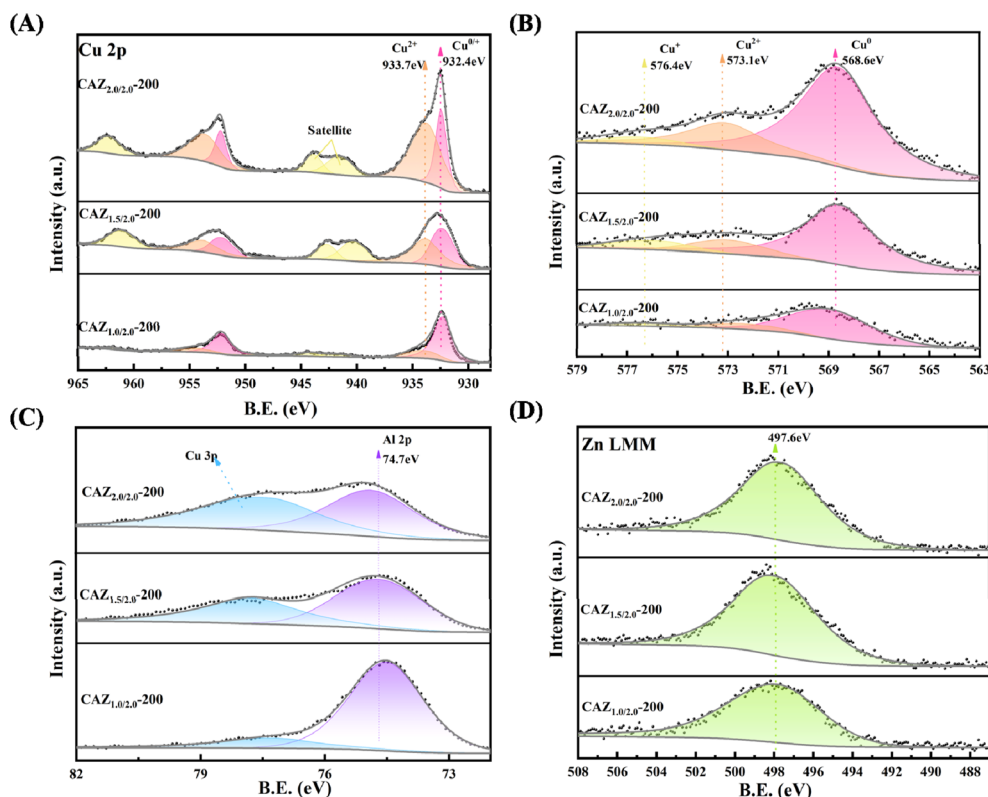 (A)
Cu 2p
Cu²⁺
933.7eV
Cu⁰ᐟ⁺
932.4eV
CAZ₂.₀/₂.₀-200
Satellite
CAZ₁.₅/₂.₀-200
CAZ₁.₀/₂.₀-200
Intensity (a.u.)
965 960 955 950 945 940 935 930
B.E. (eV)
(B)
Cu⁺
576.4eV
Cu²⁺
573.1eV
Cu⁰
568.6eV
CAZ₂.₀/₂.₀-200
CAZ₁.₅/₂.₀-200
CAZ₁.₀/₂.₀-200
Intensity (a.u.)
579 577 575 573 571 569 567 565 563
B.E. (eV)
(C)
Cu 3p
Al 2p
74.7eV
CAZ₂.₀/₂.₀-200
CAZ₁.₅/₂.₀-200
CAZ₁.₀/₂.₀-200
Intensity (a.u.)
82 79 76 73
B.E. (eV)
(D)
Zn LMM
497.6eV
CAZ₂.₀/₂.₀-200
CAZ₁.₅/₂.₀-200
CAZ₁.₀/₂.₀-200
Intensity (a.u.)
508 506 504 502 500 498 496 494 492 490 488
B.E. (eV)